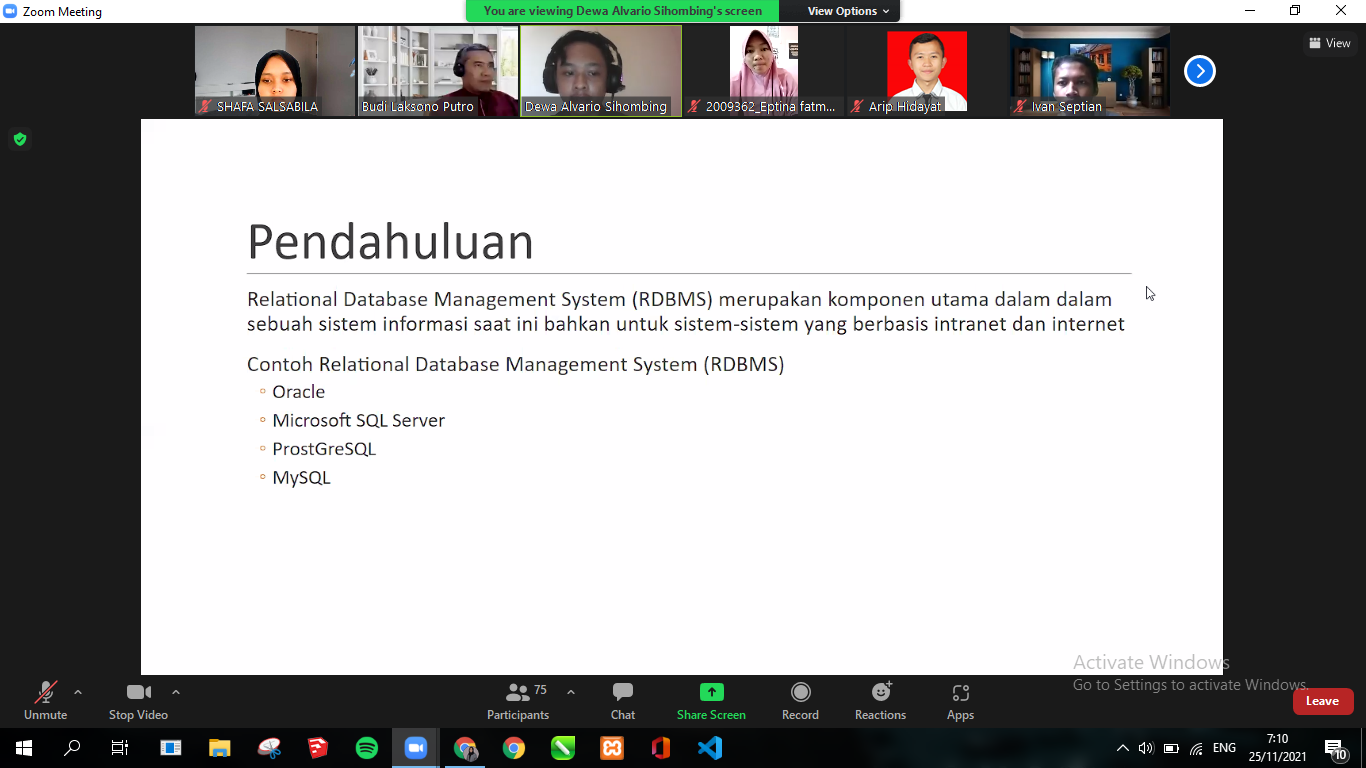 Zoom Meeting
You are viewing Dewa Alvario Sihombing's screen
View Options
View
SHAFA SALSABILA
Budi Laksono Putro
Dewa Alvario Sihombing
2009362_Eptina fatm...
Arip Hidayat
Ivan Septian
Pendahuluan
Relational Database Management System (RDBMS) merupakan komponen utama dalam dalam
sebuah sistem informasi saat ini bahkan untuk sistem-sistem yang berbasis intranet dan internet
Contoh Relational Database Management System (RDBMS)
Oracle
Microsoft SQL Server
ProstGreSQL
MySQL
Activate Windows
Go to Settings to activate Windows.
Unmute
Stop Video
Participants
75
Chat
Share Screen
Record
Reactions
Apps
Leave
ENG
7:10
25/11/2021
10